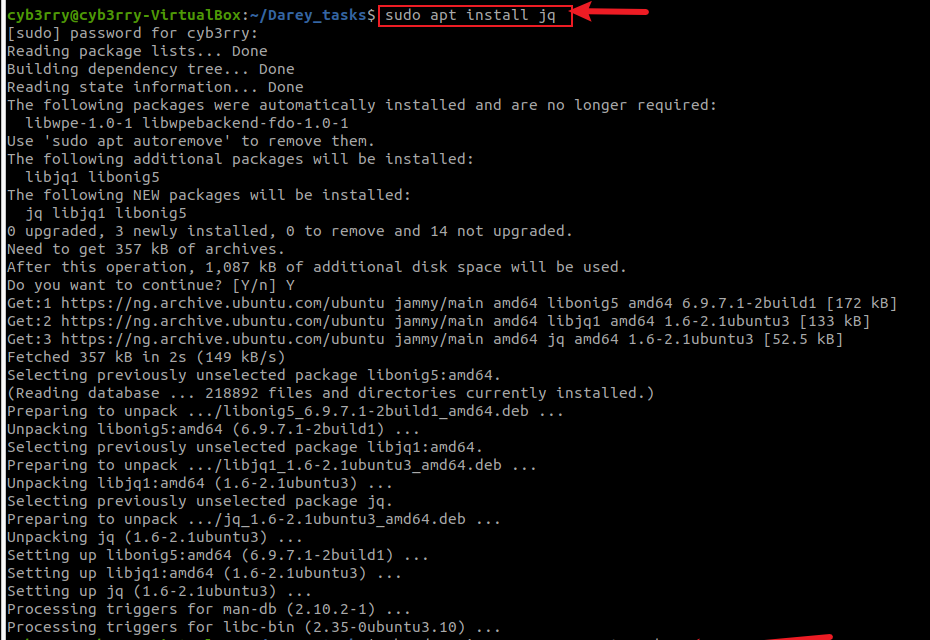 cyb3rry@cyb3rry-VirtualBox:~/Darey_tasks$ sudo apt install jq
[sudo] password for cyb3rry:
Reading package lists... Done
Building dependency tree... Done
Reading state information... Done
The following packages were automatically installed and are no longer required:
  libwpe-1.0-1 libwpebackend-fdo-1.0-1
Use 'sudo apt autoremove' to remove them.
The following additional packages will be installed:
  libjq1 libonig5
The following NEW packages will be installed:
  jq libjq1 libonig5
0 upgraded, 3 newly installed, 0 to remove and 14 not upgraded.
Need to get 357 kB of archives.
After this operation, 1,087 kB of additional disk space will be used.
Do you want to continue? [Y/n] Y
Get:1 https://ng.archive.ubuntu.com/ubuntu jammy/main amd64 libonig5 amd64 6.9.7.1-2build1 [172 kB]
Get:2 https://ng.archive.ubuntu.com/ubuntu jammy/main amd64 libjq1 amd64 1.6-2.1ubuntu3 [133 kB]
Get:3 https://ng.archive.ubuntu.com/ubuntu jammy/main amd64 jq amd64 1.6-2.1ubuntu3 [52.5 kB]
Fetched 357 kB in 2s (149 kB/s)
Selecting previously unselected package libonig5:amd64.
(Reading database ... 218892 files and directories currently installed.)
Preparing to unpack .../libonig5_6.9.7.1-2build1_amd64.deb ...
Unpacking libonig5:amd64 (6.9.7.1-2build1) ...
Selecting previously unselected package libjq1:amd64.
Preparing to unpack .../libjq1_1.6-2.1ubuntu3_amd64.deb ...
Unpacking libjq1:amd64 (1.6-2.1ubuntu3) ...
Selecting previously unselected package jq.
Preparing to unpack .../jq_1.6-2.1ubuntu3_amd64.deb ...
Unpacking jq (1.6-2.1ubuntu3) ...
Setting up libonig5:amd64 (6.9.7.1-2build1) ...
Setting up libjq1:amd64 (1.6-2.1ubuntu3) ...
Setting up jq (1.6-2.1ubuntu3) ...
Processing triggers for man-db (2.10.2-1) ...
Processing triggers for libc-bin (2.35-0ubuntu3.10) ...